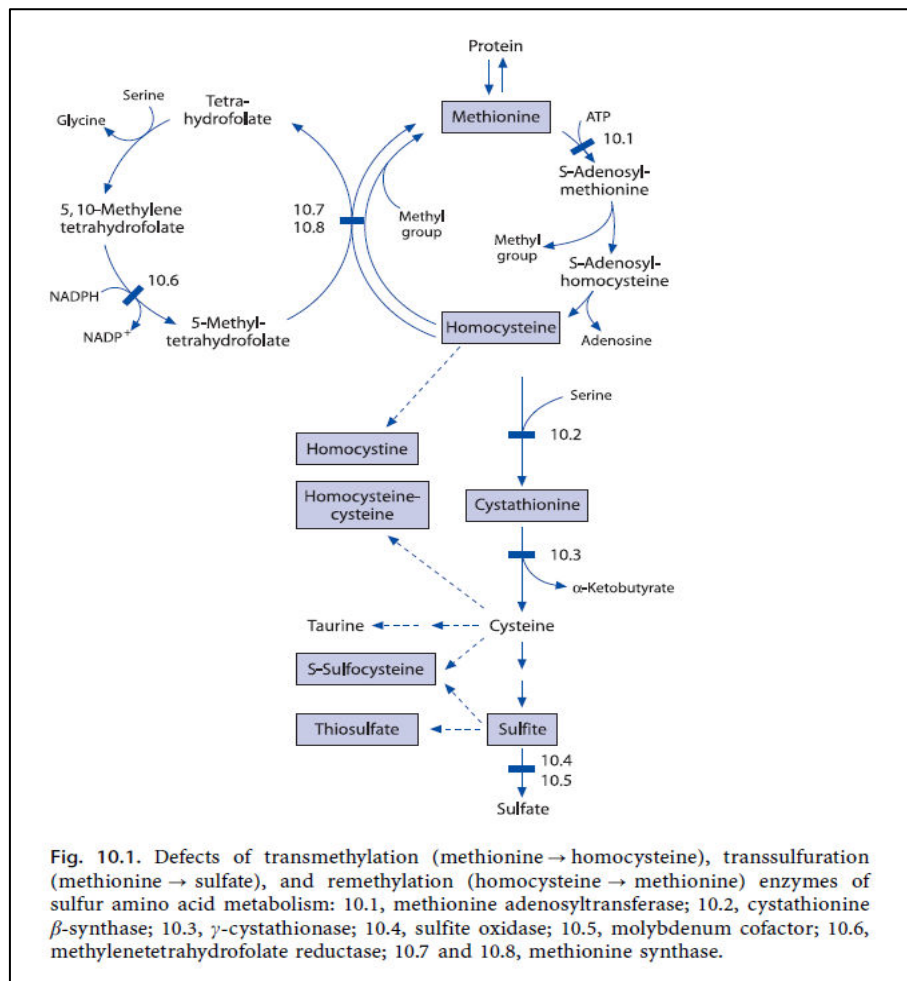 Protein
Serine
Tetra-
hydrofolate
Glycine
Methionine
ATP
10.1
S-Adenosyl-
methionine
5,10-Methylene
tetrahydrofolate
10.7
10.8
Methyl
group
Methyl
group
S-Adenosyl-
homocysteine
10.6
NADPH
NADP+
5-Methyl-
tetrahydrofolate
Homocysteine
Adenosine
Serine
10.2
Homocystine
Homocysteine-
cysteine
Cystathionine
10.3
α-Ketobutyrate
Taurine
Cysteine
S-Sulfocysteine
Thiosulfate
Sulfite
10.4
10.5
Sulfate
Fig. 10.1. Defects of transmethylation (methionine → homocysteine), transsulfuration
(methionine → sulfate), and remethylation (homocysteine → methionine) enzymes of
sulfur amino acid metabolism: 10.1, methionine adenosyltransferase; 10.2, cystathionine
β-synthase; 10.3, γ-cystathionase; 10.4, sulfite oxidase; 10.5, molybdenum cofactor; 10.6,
methylenetetrahydrofolate reductase; 10.7 and 10.8, methionine synthase.